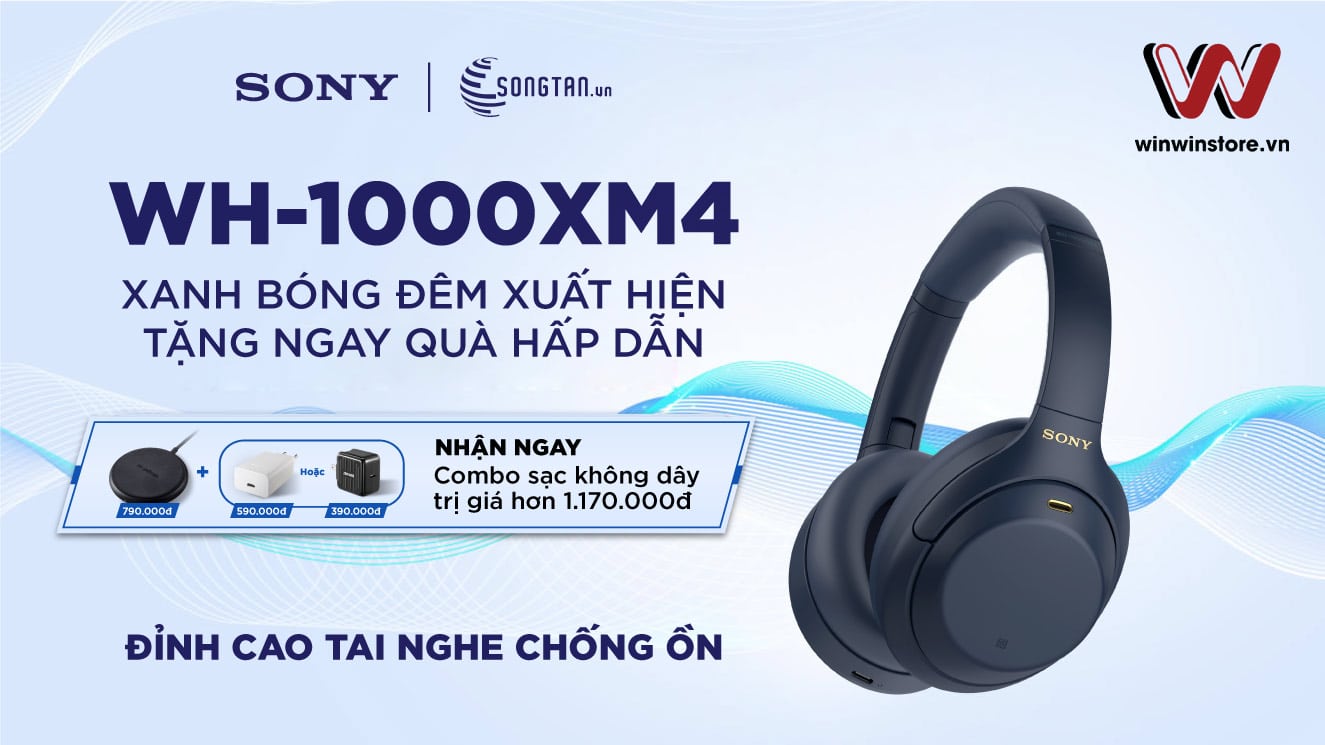 SONY
SONGTAN.vn
winwinstore.vn
WH-1000XM4
XANH BÓNG ĐÊM XUẤT HIỆN
TẶNG NGAY QUÀ HẤP DẪN
790.000đ
+
590.000đ
Hoặc
390.000đ
NHẬN NGAY
Combo sạc không dây
trị giá hơn 1.170.000đ
SONY
ĐỈNH CAO TAI NGHE CHỐNG ỒN